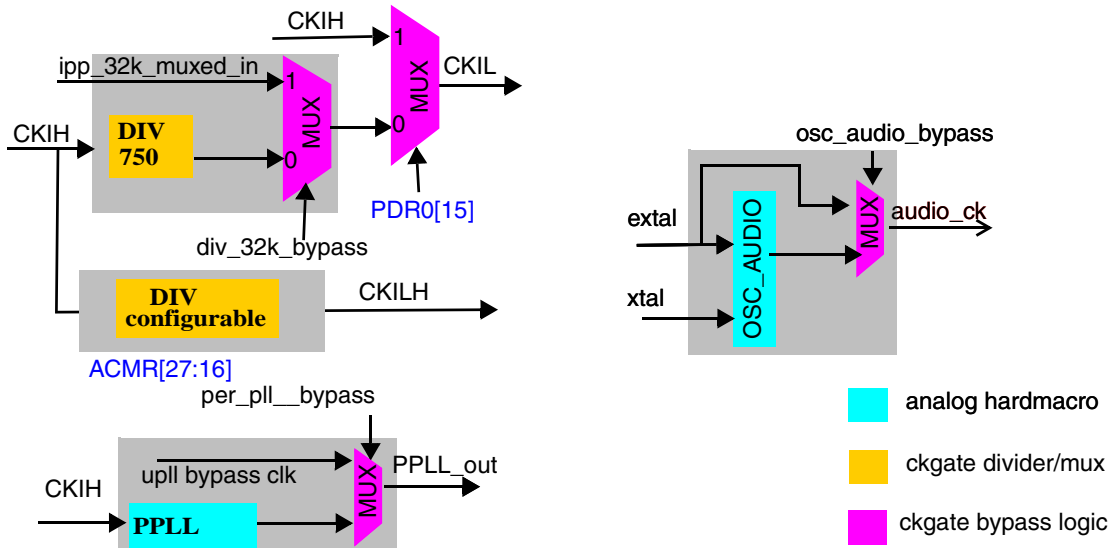 CKIH
1
ipp_32k_muxed_in
1
MUX
MUX
CKIL
CKIH
DIV
750
0
0
PDR0[15]
div_32k_bypass
DIV
configurable
CKILH
ACMR[27:16]
per_pll__bypass
upll bypass clk
MUX
PPLL_out
CKIH
PPLL
osc_audio_bypass
extal
OSC_AUDIO
MUX
audio_ck
xtal
analog hardmacro
ckgate divider/mux
ckgate bypass logic